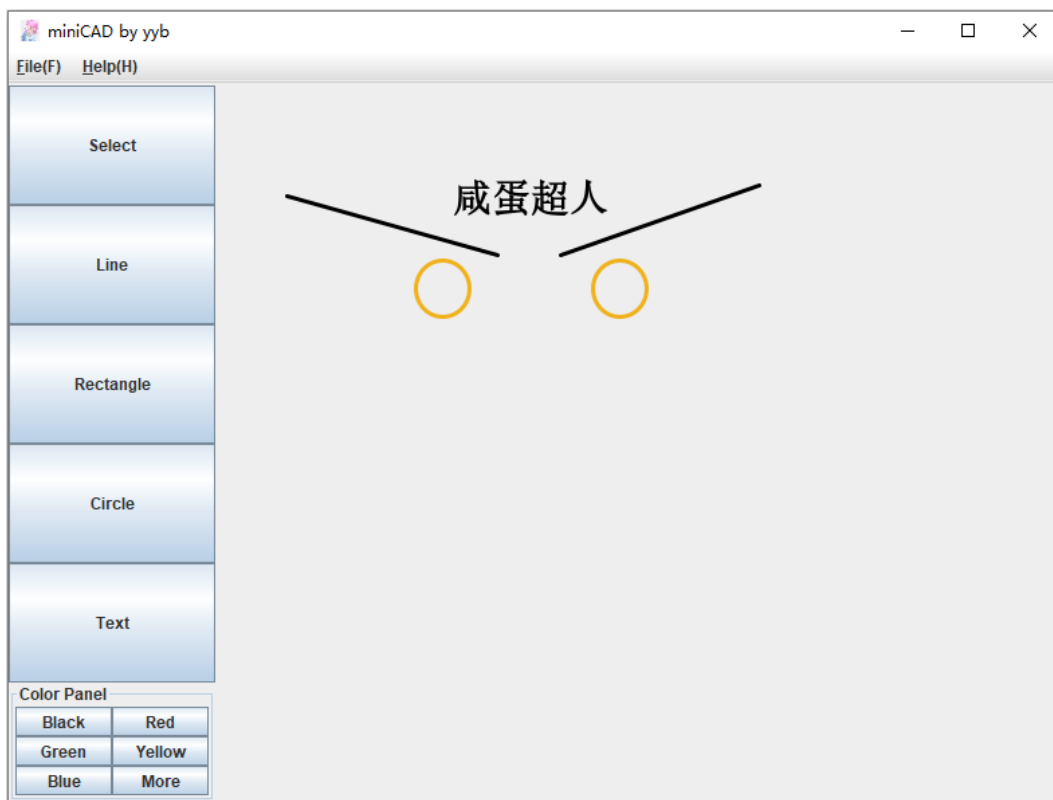 miniCAD by yyb
File(F) Help(H)
Select
Line
Rectangle
Circle
Text
Color Panel
Black Red
Green Yellow
Blue More
咸蛋超人